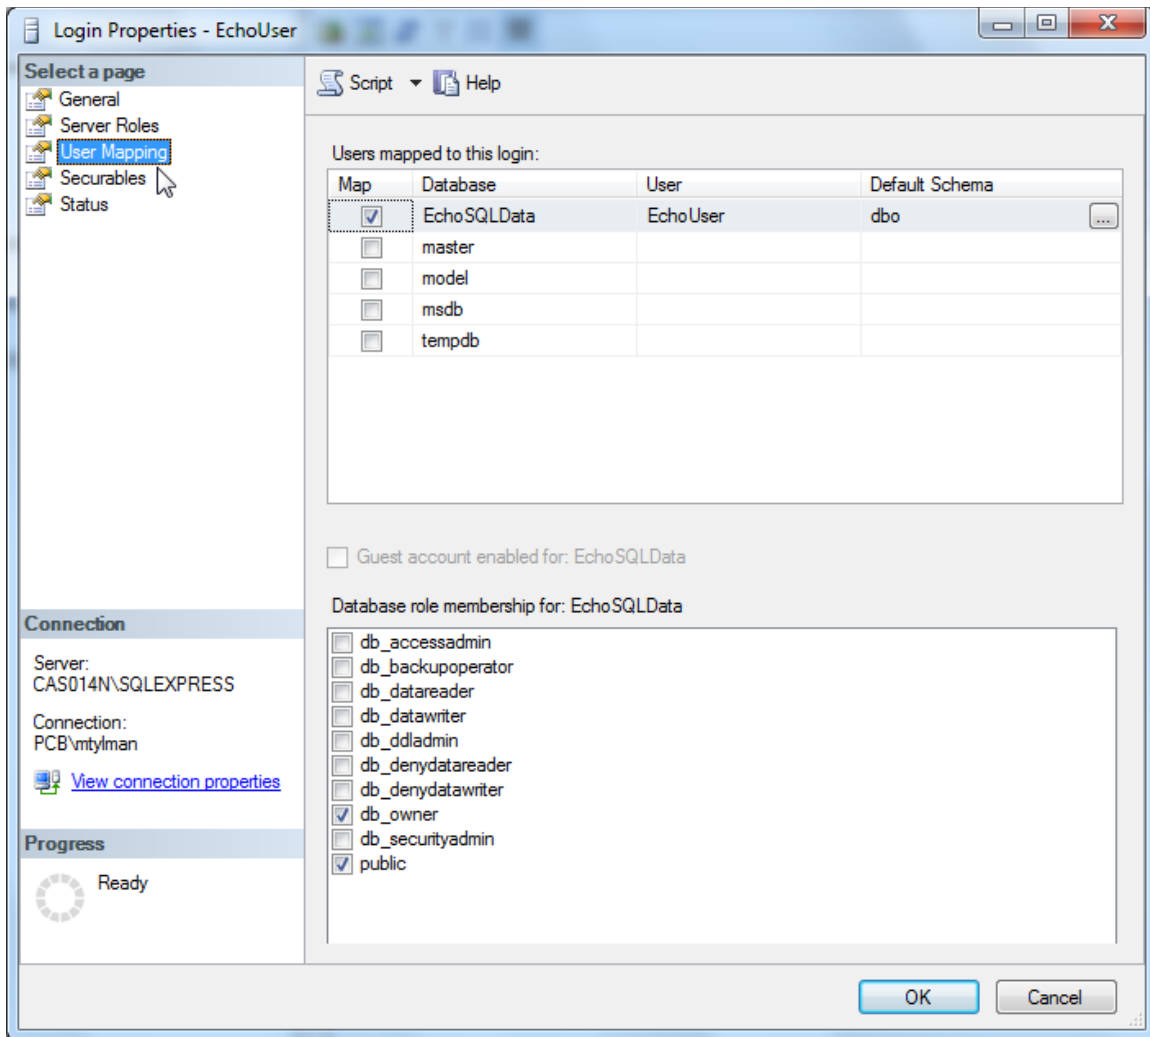 Login Properties - EchoUser
Select a page
General
Server Roles
User Mapping
Securables
Status
Script Help
Users mapped to this login:
Map Database User Default Schema
EchoSQLData EchoUser dbo ...
master
model
msdb
tempdb
Guest account enabled for: EchoSQLData
Database role membership for: EchoSQLData
db_accessadmin
db_backupoperator
db_datareader
db_datawriter
db_ddladmin
db_denydatareader
db_denydatawriter
db_owner
db_securityadmin
public
Connection
Server:
CAS014N\SQLEXPRESS
Connection:
PCB\mtylman
View connection properties
Progress
Ready
OK Cancel